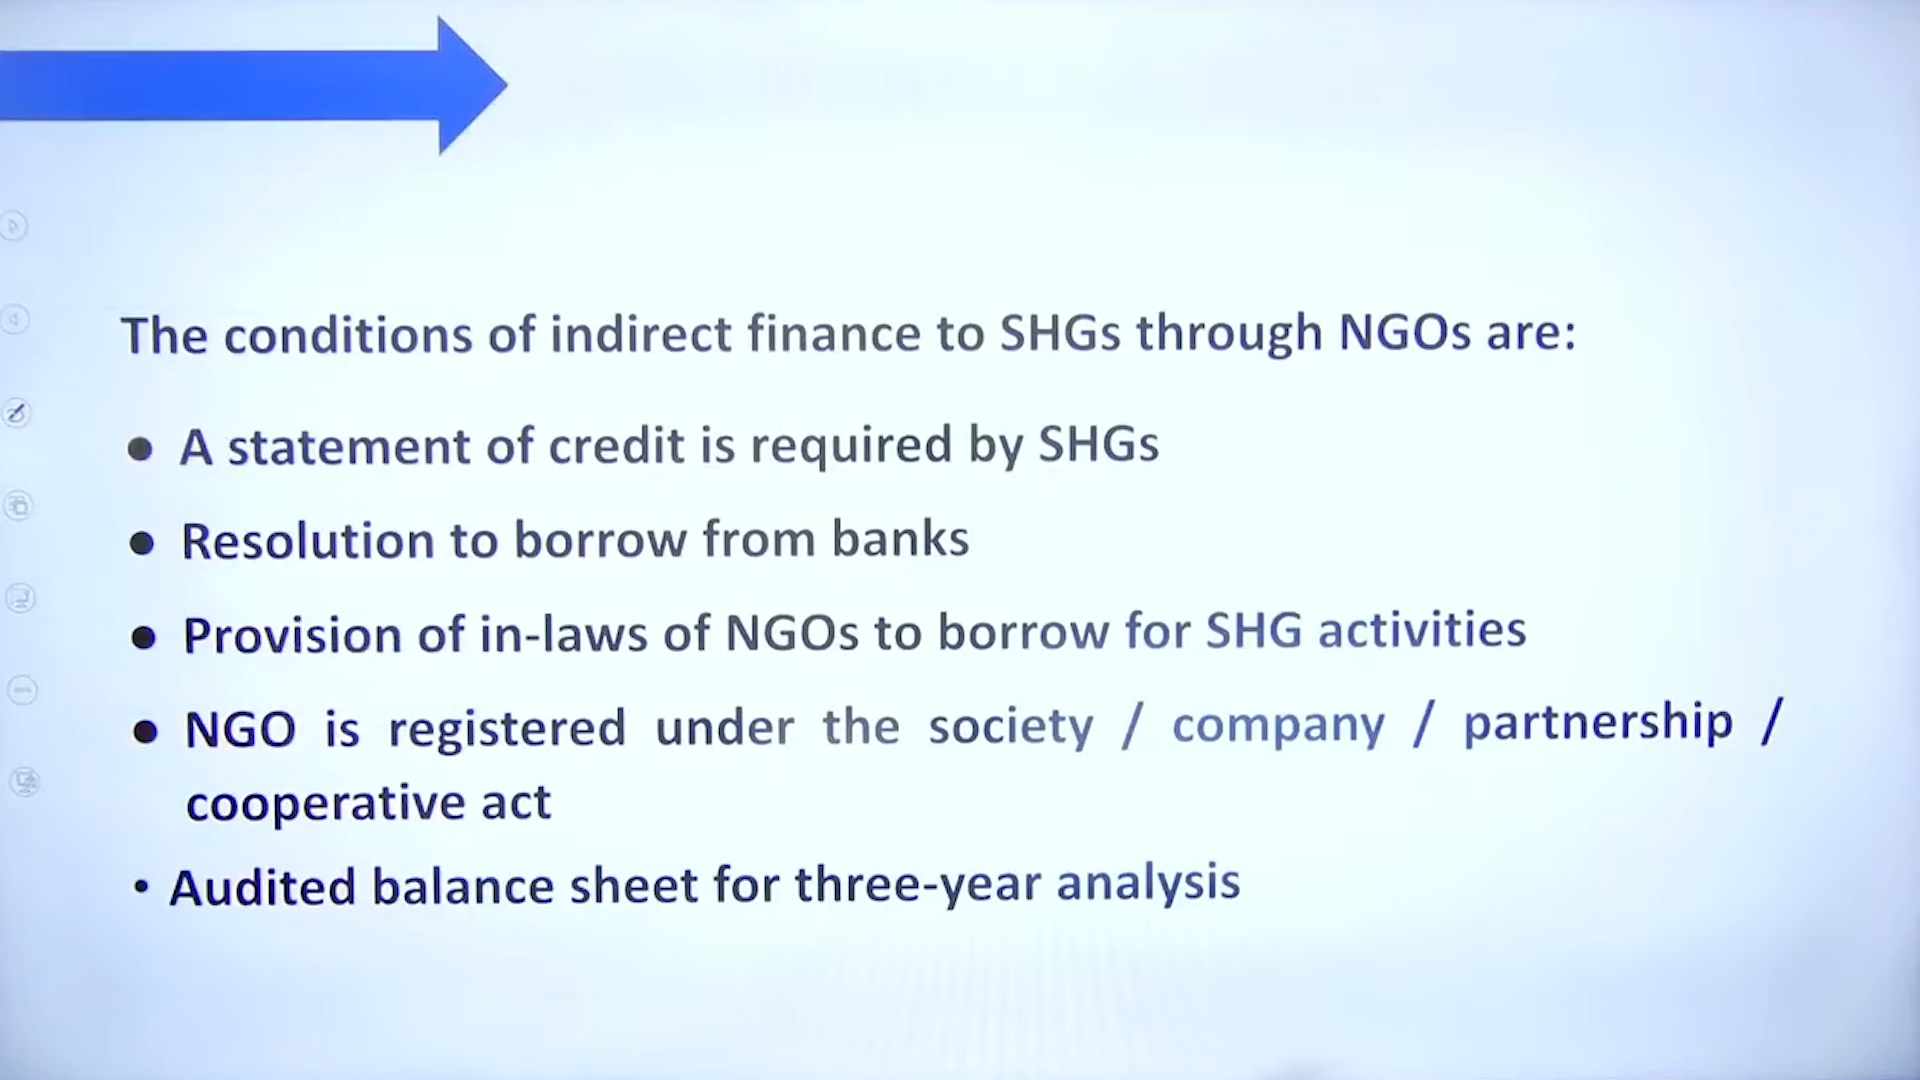 The conditions of indirect finance to SHGs through NGOs are:
● A statement of credit is required by SHGs
● Resolution to borrow from banks
● Provision of in-laws of NGOs to borrow for SHG activities
● NGO is registered under the society / company / partnership /
cooperative act
• Audited balance sheet for three-year analysis